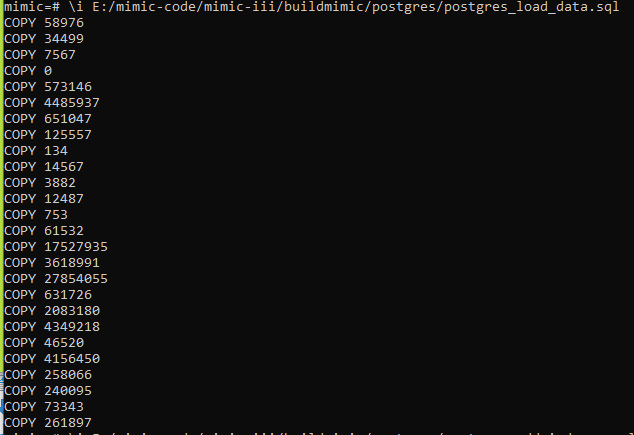 mimic=# \i E:/mimic-code/mimic-iii/buildmimic/postgres/postgres_load_data.sql
COPY 58976
COPY 34499
COPY 7567
COPY 0
COPY 573146
COPY 4485937
COPY 651047
COPY 125557
COPY 134
COPY 14567
COPY 3882
COPY 12487
COPY 753
COPY 61532
COPY 17527935
COPY 3618991
COPY 27854055
COPY 631726
COPY 2083180
COPY 4349218
COPY 46520
COPY 4156450
COPY 258066
COPY 240095
COPY 73343
COPY 261897